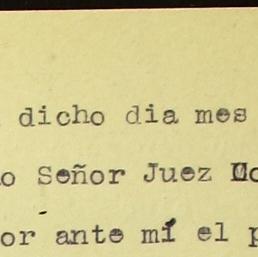 dicho dia mes
o Señor Juez
or ante mí el p